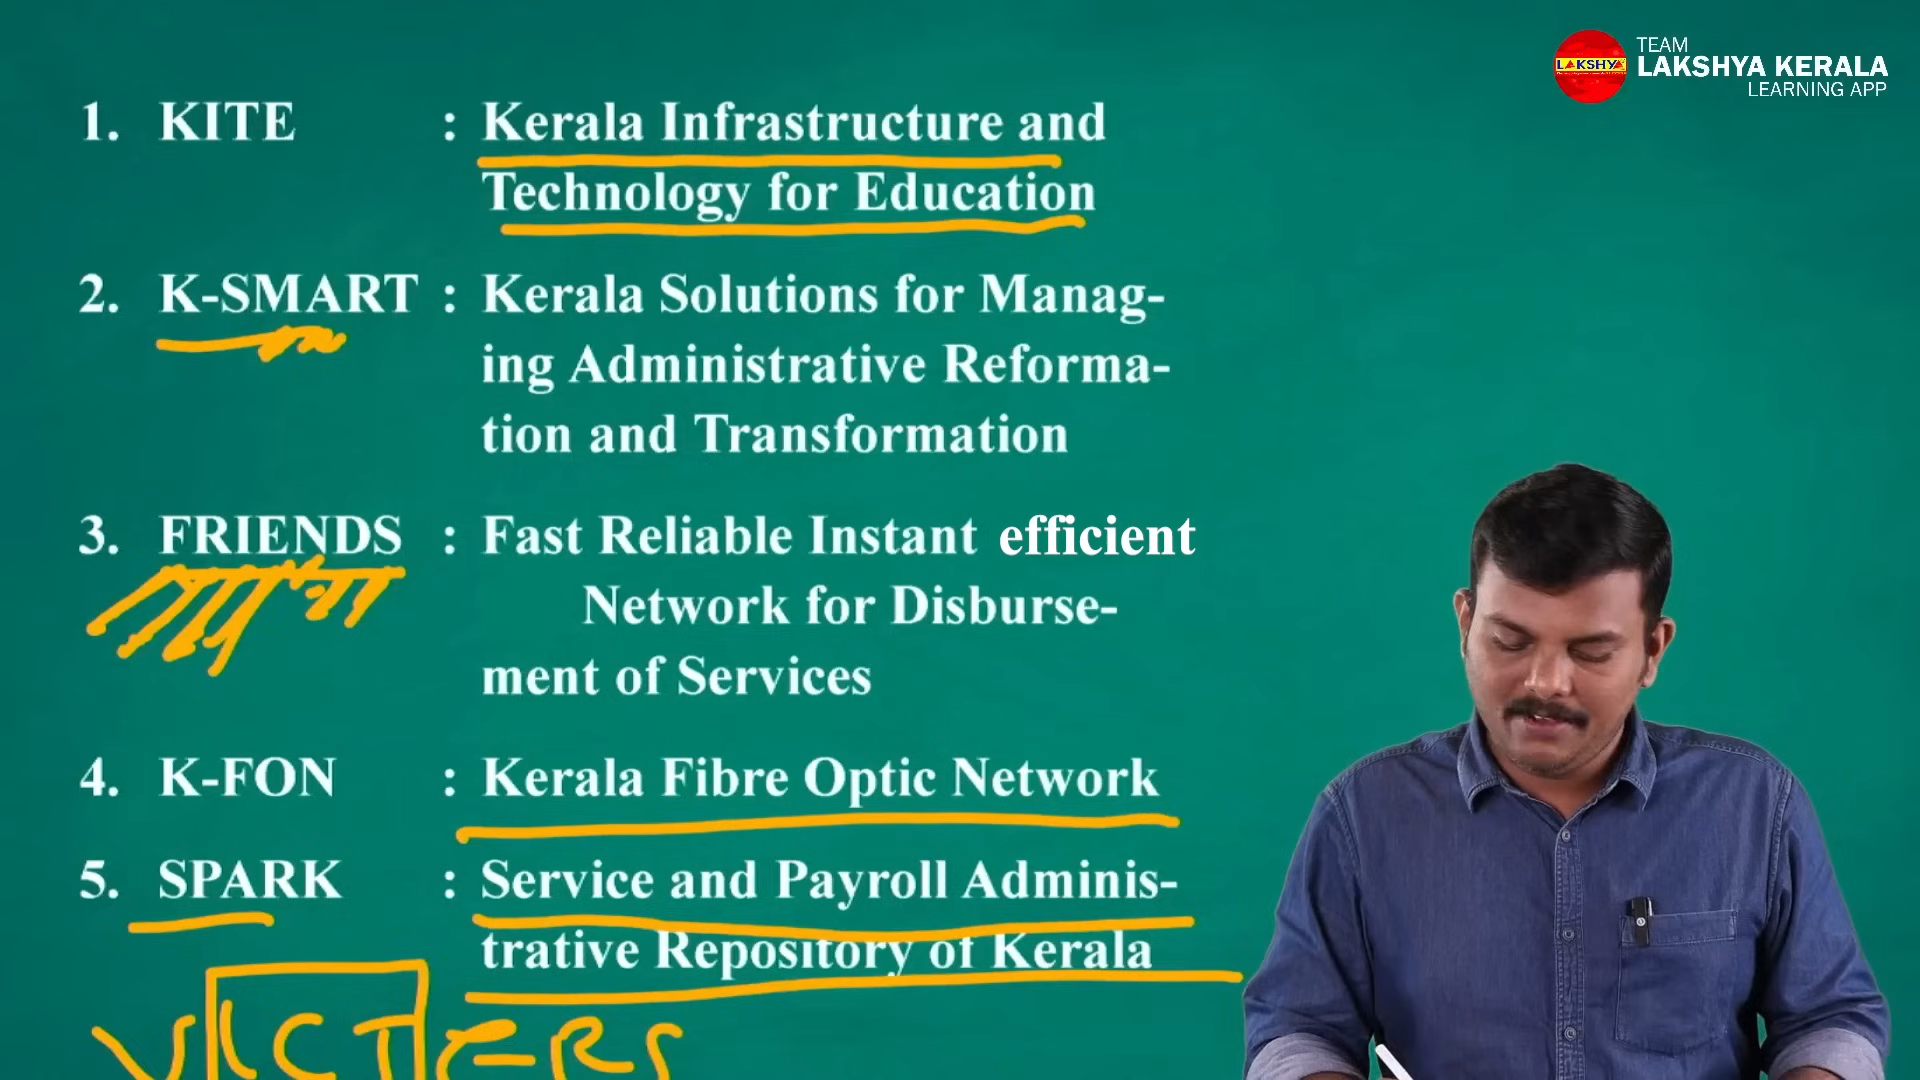 TEAM
LAKSHYA KERALA
LEARNING APP
LAKSHYA
1. KITE : Kerala Infrastructure and
Technology for Education
2. K-SMART : Kerala Solutions for Manag-
ing Administrative Reforma-
tion and Transformation
3. FRIENDS : Fast Reliable Instant efficient
Network for Disburse-
ment of Services
4. K-FON : Kerala Fibre Optic Network
5. SPARK : Service and Payroll Adminis-
trative Repository of Kerala
VICTERS